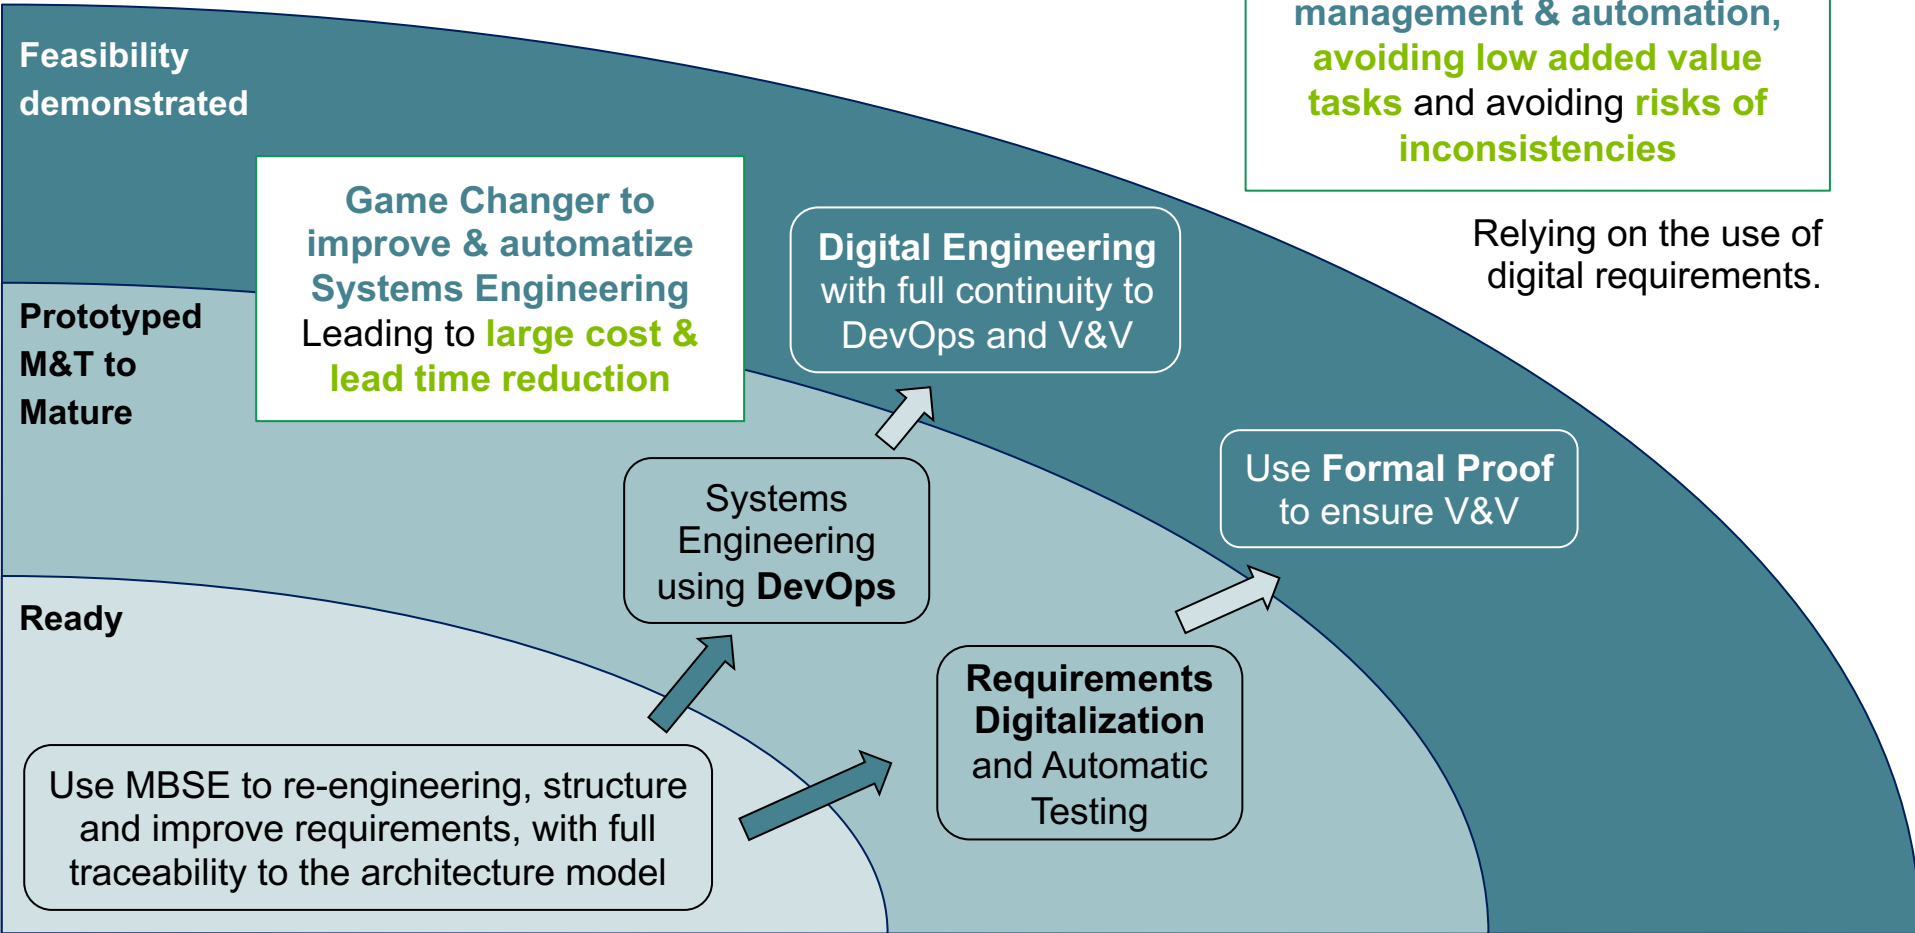 management & automation,
avoiding low added value
tasks and avoiding risks of
inconsistencies
Relying on the use of
digital requirements.
Feasibility
demonstrated
Game Changer to
improve & automatize
Systems Engineering
Leading to large cost &
lead time reduction
Digital Engineering
with full continuity to
DevOps and V&V
Prototyped
M&T to
Mature
Systems
Engineering
using DevOps
Use Formal Proof
to ensure V&V
Ready
Requirements
Digitalization
and Automatic
Testing
Use MBSE to re-engineering, structure
and improve requirements, with full
traceability to the architecture model